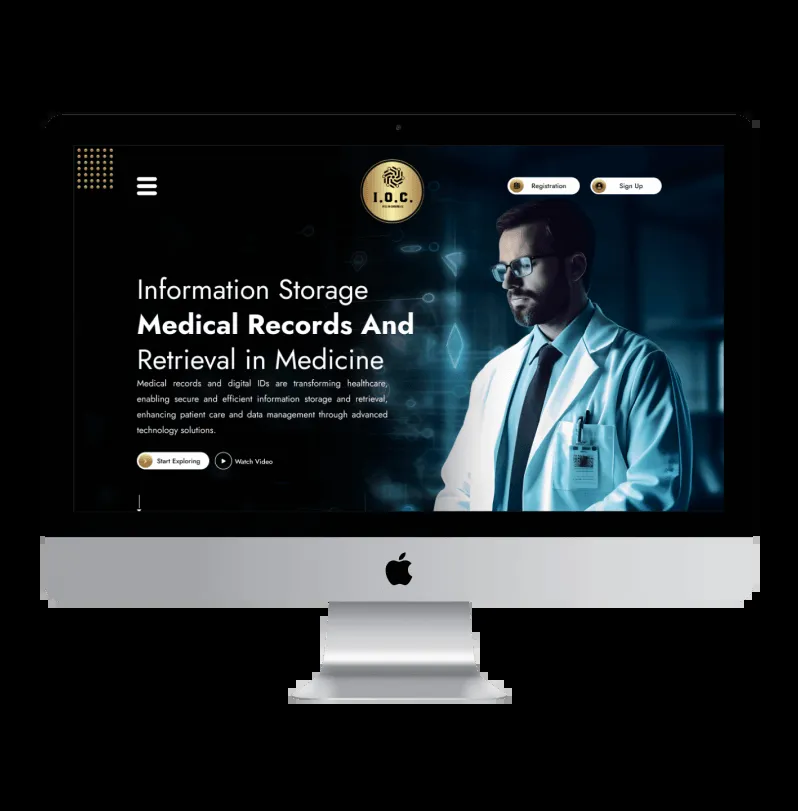 I.O.C.
Registration
Sign Up
Information Storage
Medical Records And
Retrieval in Medicine
Medical records and digital IDs are transforming healthcare,
enabling secure and efficient information storage and retrieval,
enhancing patient care and data management through advanced
technology solutions.
Start Exploring
Watch Video